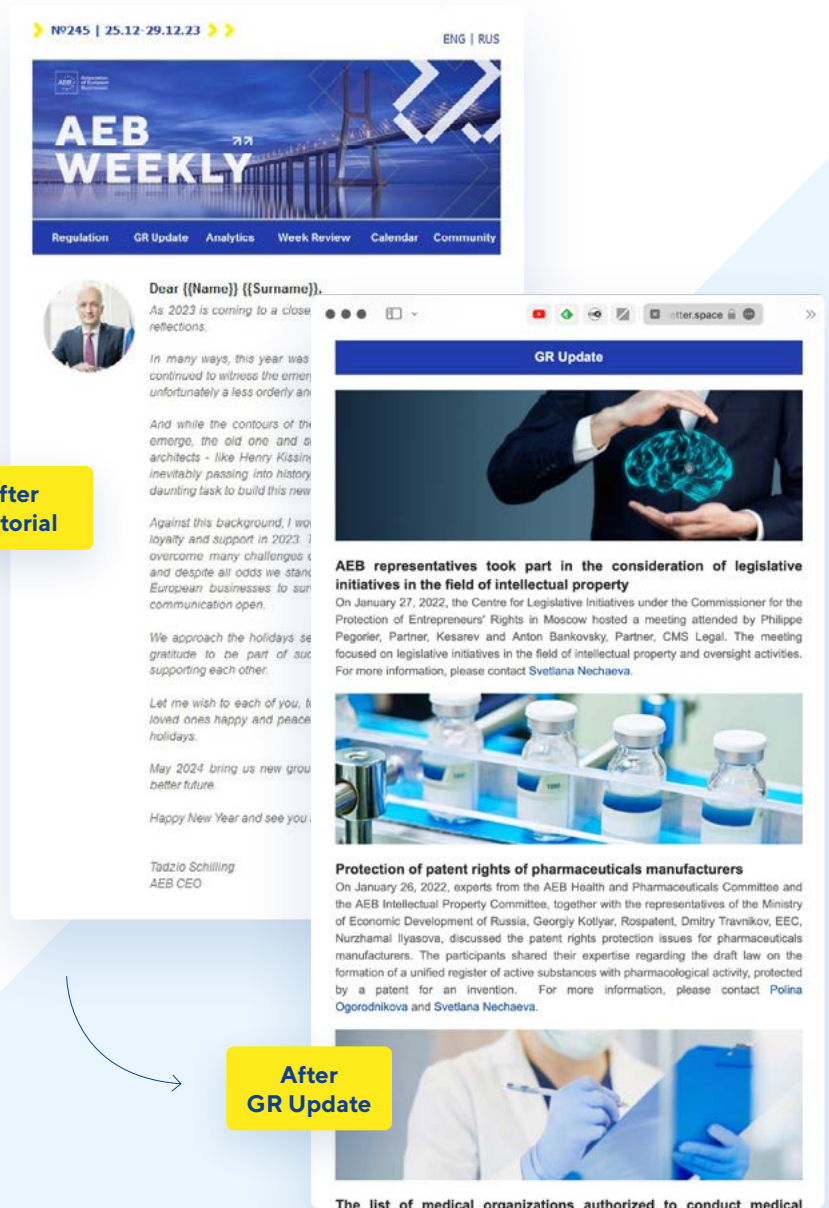 №245 | 25.12-29.12.23
ENG | RUS
AEB
Association
of European
Businesses
AEB
WEEKLY
Regulation GR Update Analytics Week Review Calendar Community
Dear {{Name}} {{Surname}},
As 2023 is coming to a close
reflections.
In many ways, this year was
continued to witness the emer
unfortunately a less orderly an
And while the contours of the
emerge, the old one and s
architects - like Henry Kissin
inevitably passing into history
daunting task to build this new
Against this background, I wo
loyalty and support in 2023.
overcome many challenges
and despite all odds we stand
European businesses to sur
communication open.
We approach the holidays se
gratitude to be part of suc
supporting each other.
Let me wish to each of you, t
loved ones happy and peace
holidays.
May 2024 bring us new grou
better future.
Happy New Year and see you
Tadzio Schilling
AEB CEO
fter
torial
tter.space
GR Update
AEB representatives took part in the consideration of legislative
initiatives in the field of intellectual property
On January 27, 2022, the Centre for Legislative Initiatives under the Commissioner for the
Protection of Entrepreneurs' Rights in Moscow hosted a meeting attended by Philippe
Pegorier, Partner, Kesarev and Anton Bankovsky, Partner, CMS Legal. The meeting
focused on legislative initiatives in the field of intellectual property and oversight activities.
For more information, please contact Svetlana Nechaeva.
Protection of patent rights of pharmaceuticals manufacturers
On January 26, 2022, experts from the AEB Health and Pharmaceuticals Committee and
the AEB Intellectual Property Committee, together with the representatives of the Ministry
of Economic Development of Russia, Georgiy Kotlyar, Rospatent, Dmitry Travnikov, EEC,
Nurzhamal Ilyasova, discussed the patent rights protection issues for pharmaceuticals
manufacturers. The participants shared their expertise regarding the draft law on the
formation of a unified register of active substances with pharmacological activity, protected
by a patent for an invention. For more information, please contact Polina
Ogorodnikova and Svetlana Nechaeva.
After
GR Update
The list of medical organizations authorized to conduct medical